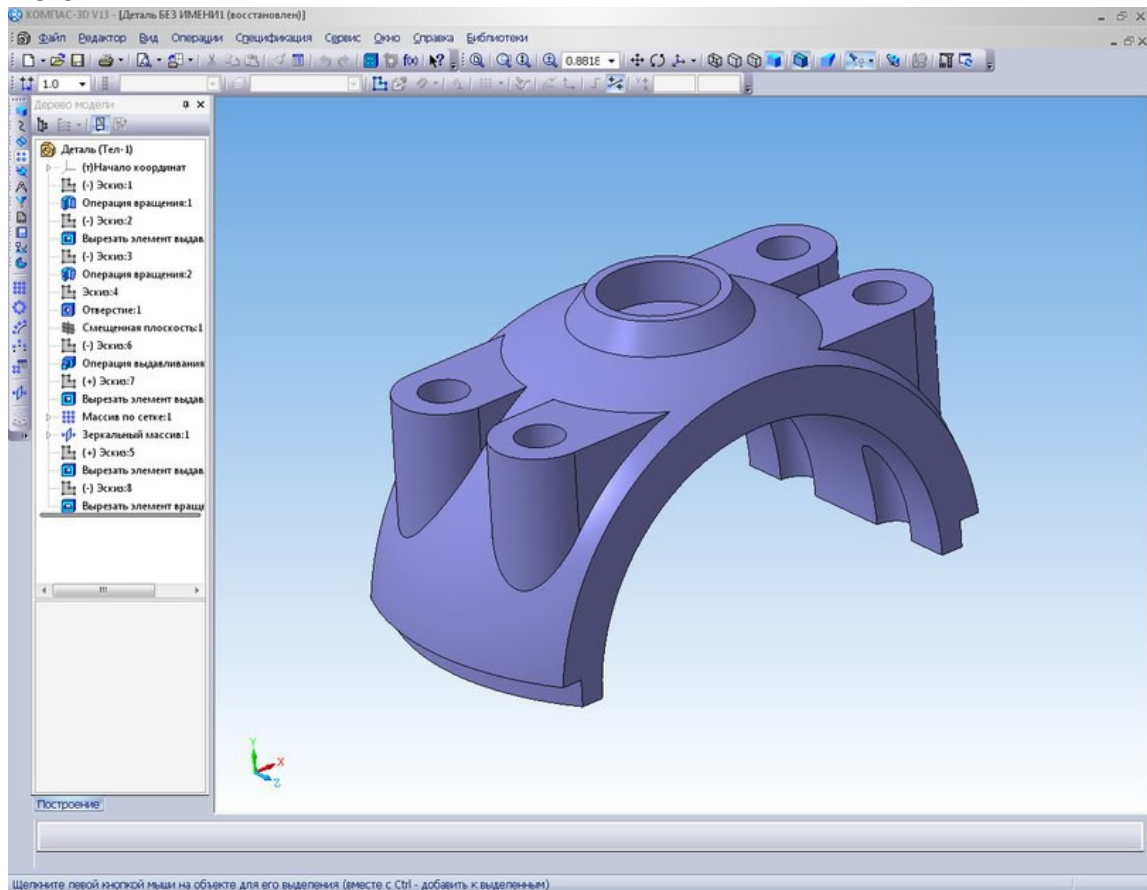 КОМПАС-3D V13 - [Деталь БЕЗ ИМЕНИ1 (восстановлен)]
Файл Редактор Вид Операции Спецификация Сервис Окно Справка Библиотеки
0.8818
1.0
Дерево модели
Деталь (Тел-1)
(т)Начало координат
(-) Эскиз:1
Операция вращения:1
(-) Эскиз:2
Вырезать элемент выдав
(-) Эскиз:3
Операция вращения:2
Эскиз:4
Отверстие:1
Смещенная плоскость:1
(-) Эскиз:6
Операция выдавливания
(+) Эскиз:7
Вырезать элемент выдав
Массив по сетке:1
Зеркальный массив:1
(+) Эскиз:5
Вырезать элемент выдав
(-) Эскиз:8
Вырезать элемент враще
Y
X
Z
Построение
Щелкните левой кнопкой мыши на объекте для его выделения (вместе с Ctrl - добавить к выделенным)